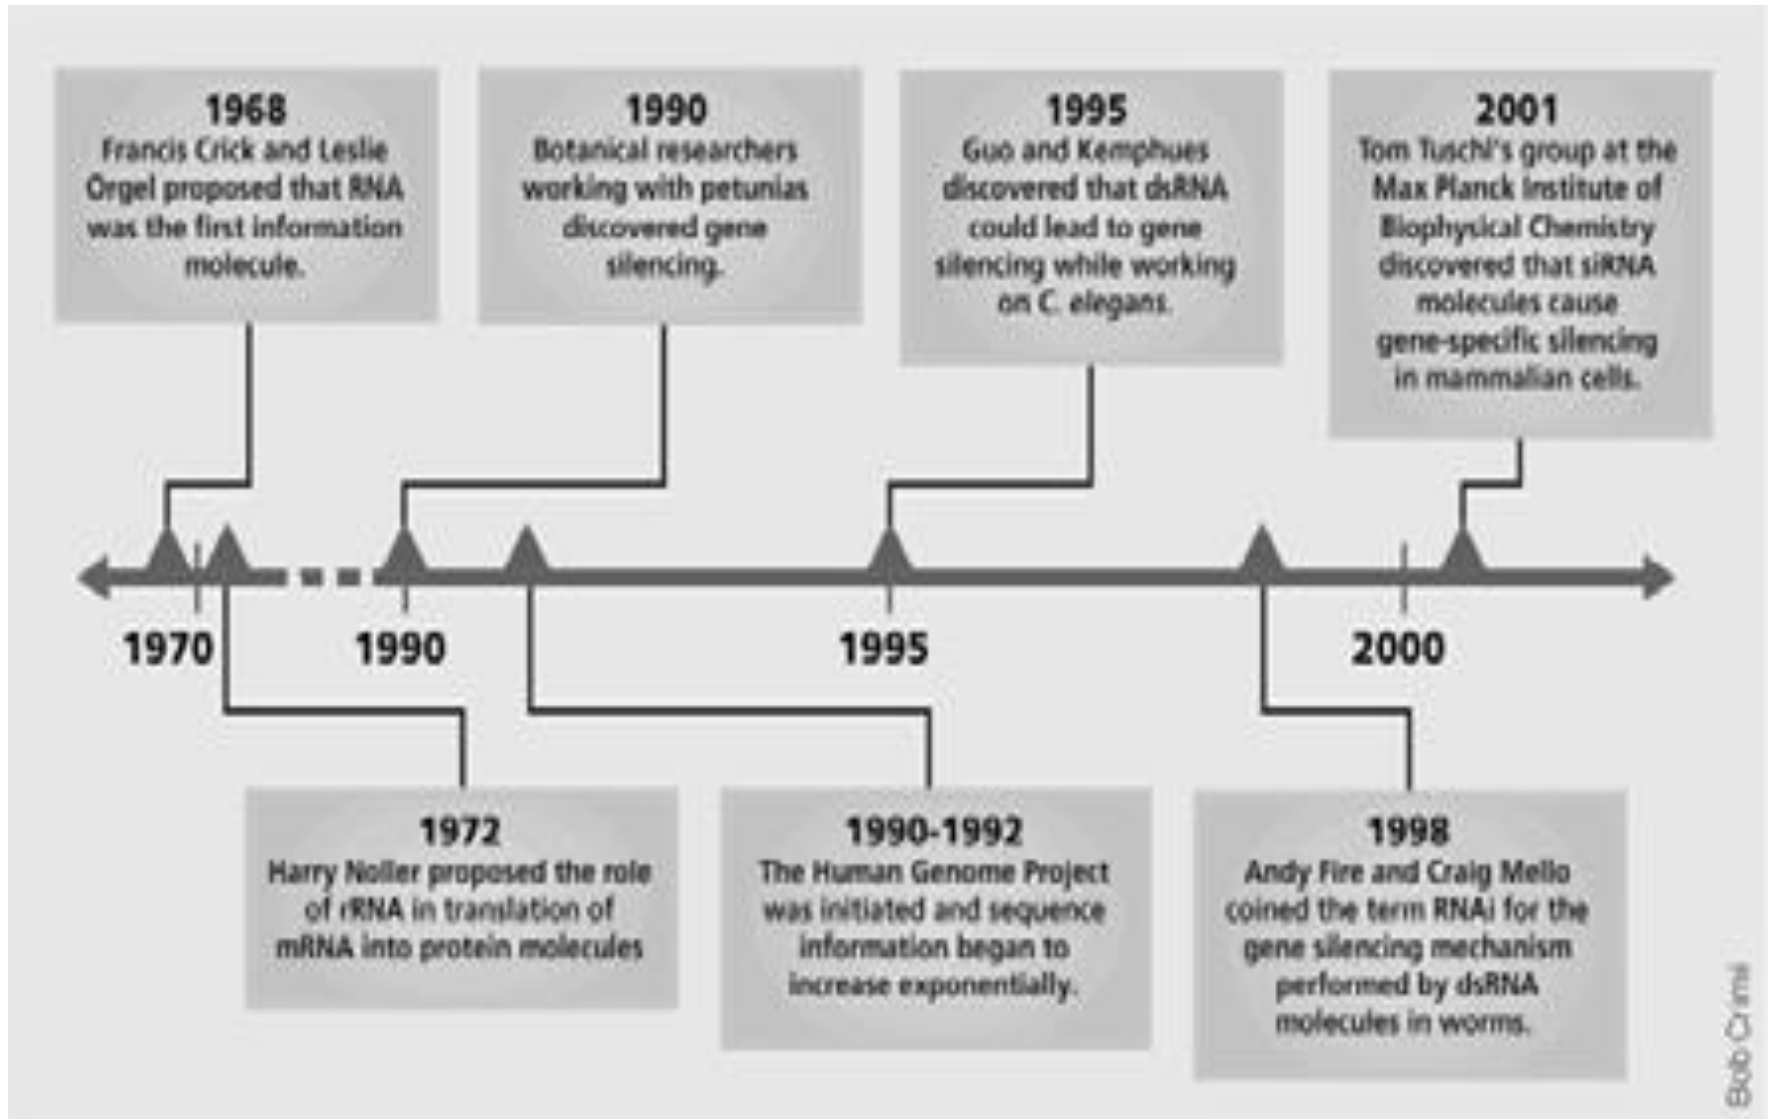 1968
Francis Crick and Leslie
Orgel proposed that RNA
was the first information
molecule.
1990
Botanical researchers
working with petunias
discovered gene
silencing.
1995
Guo and Kemphues
discovered that dsRNA
could lead to gene
silencing while working
on C. elegans.
2001
Tom Tuschl's group at the
Max Planck Institute of
Biophysical Chemistry
discovered that siRNA
molecules cause
gene-specific silencing
in mammalian cells.
1970
1990
1995
2000
1972
Harry Noller proposed the role
of rRNA in translation of
mRNA into protein molecules
1990-1992
The Human Genome Project
was initiated and sequence
information began to
increase exponentially.
1998
Andy Fire and Craig Mello
coined the term RNAi for the
gene silencing mechanism
performed by dsRNA
molecules in worms.
Bob Crimi